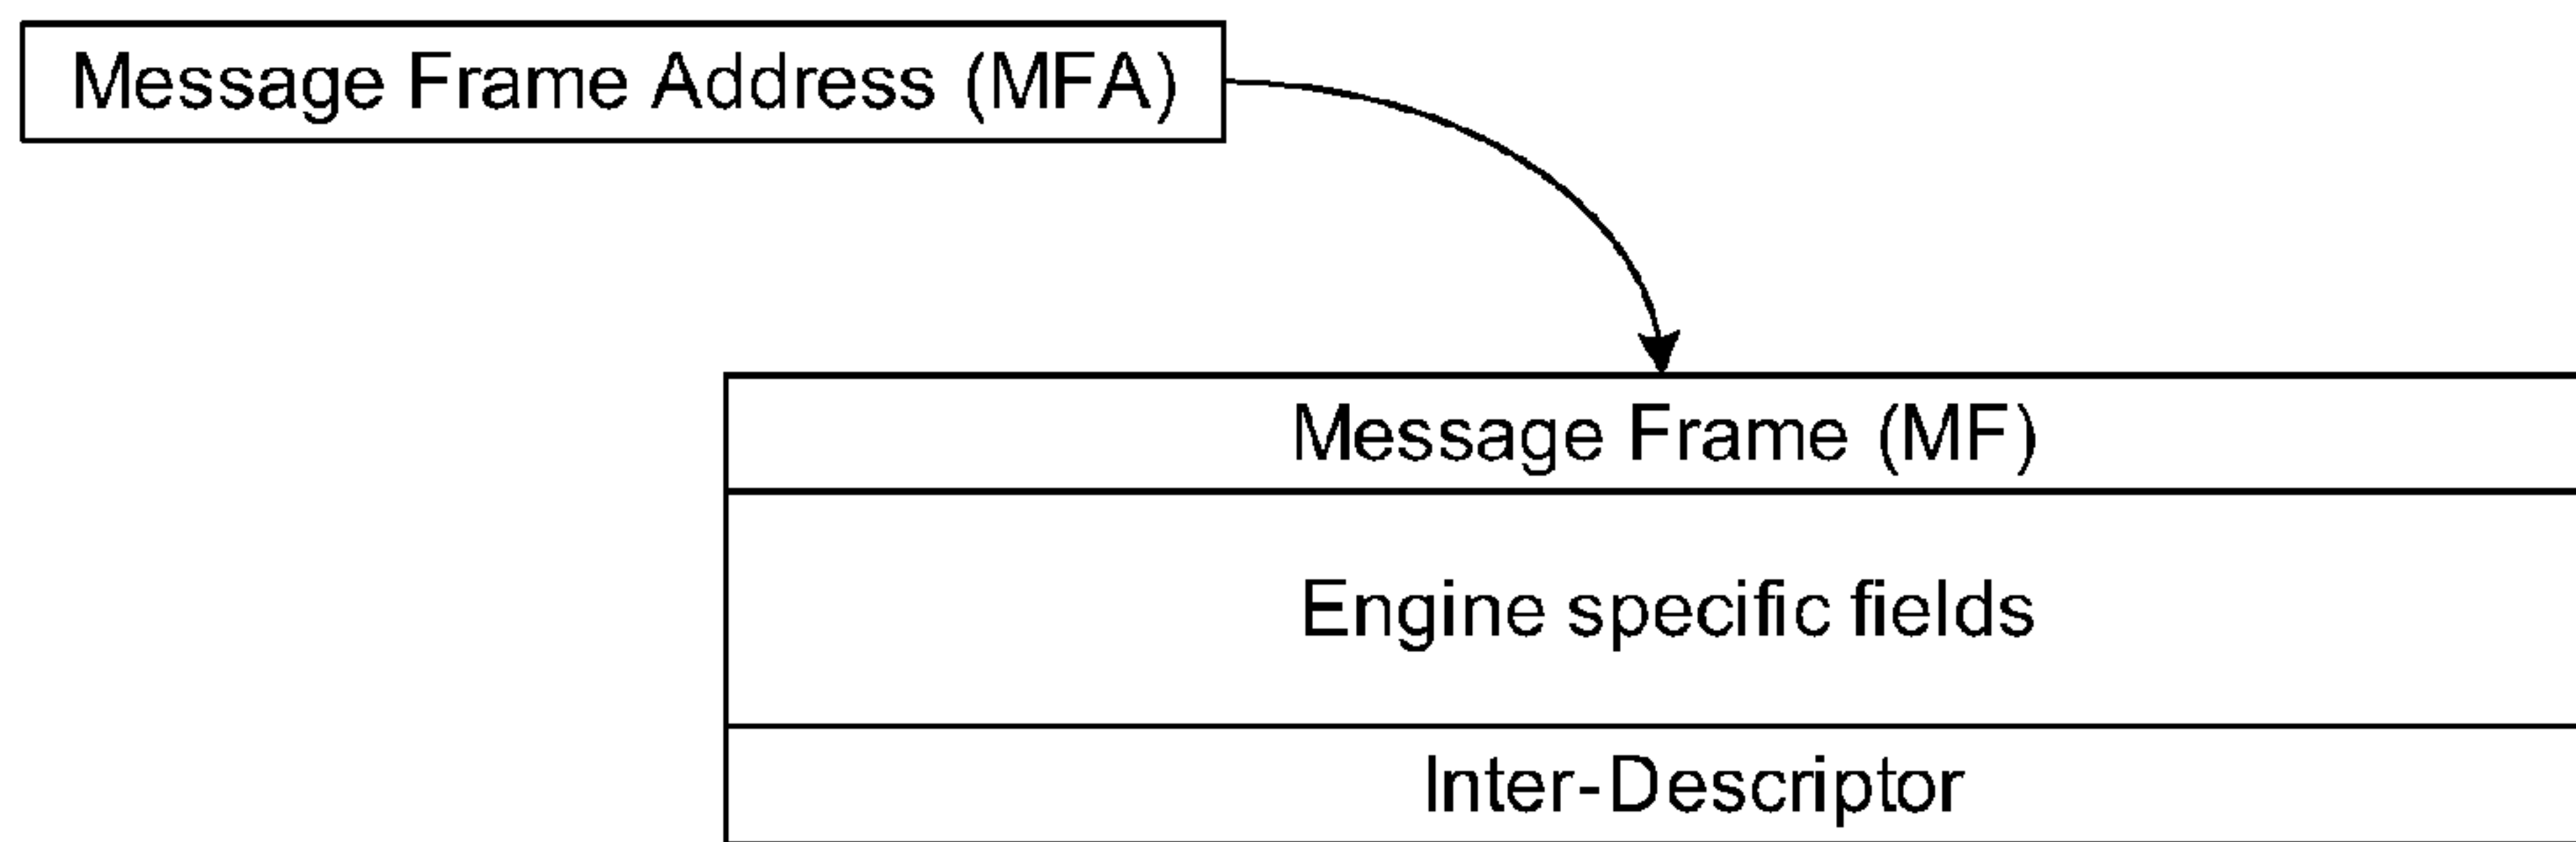 Message Frame Address (MFA)
Message Frame (MF)
Engine specific fields
Inter-Descriptor